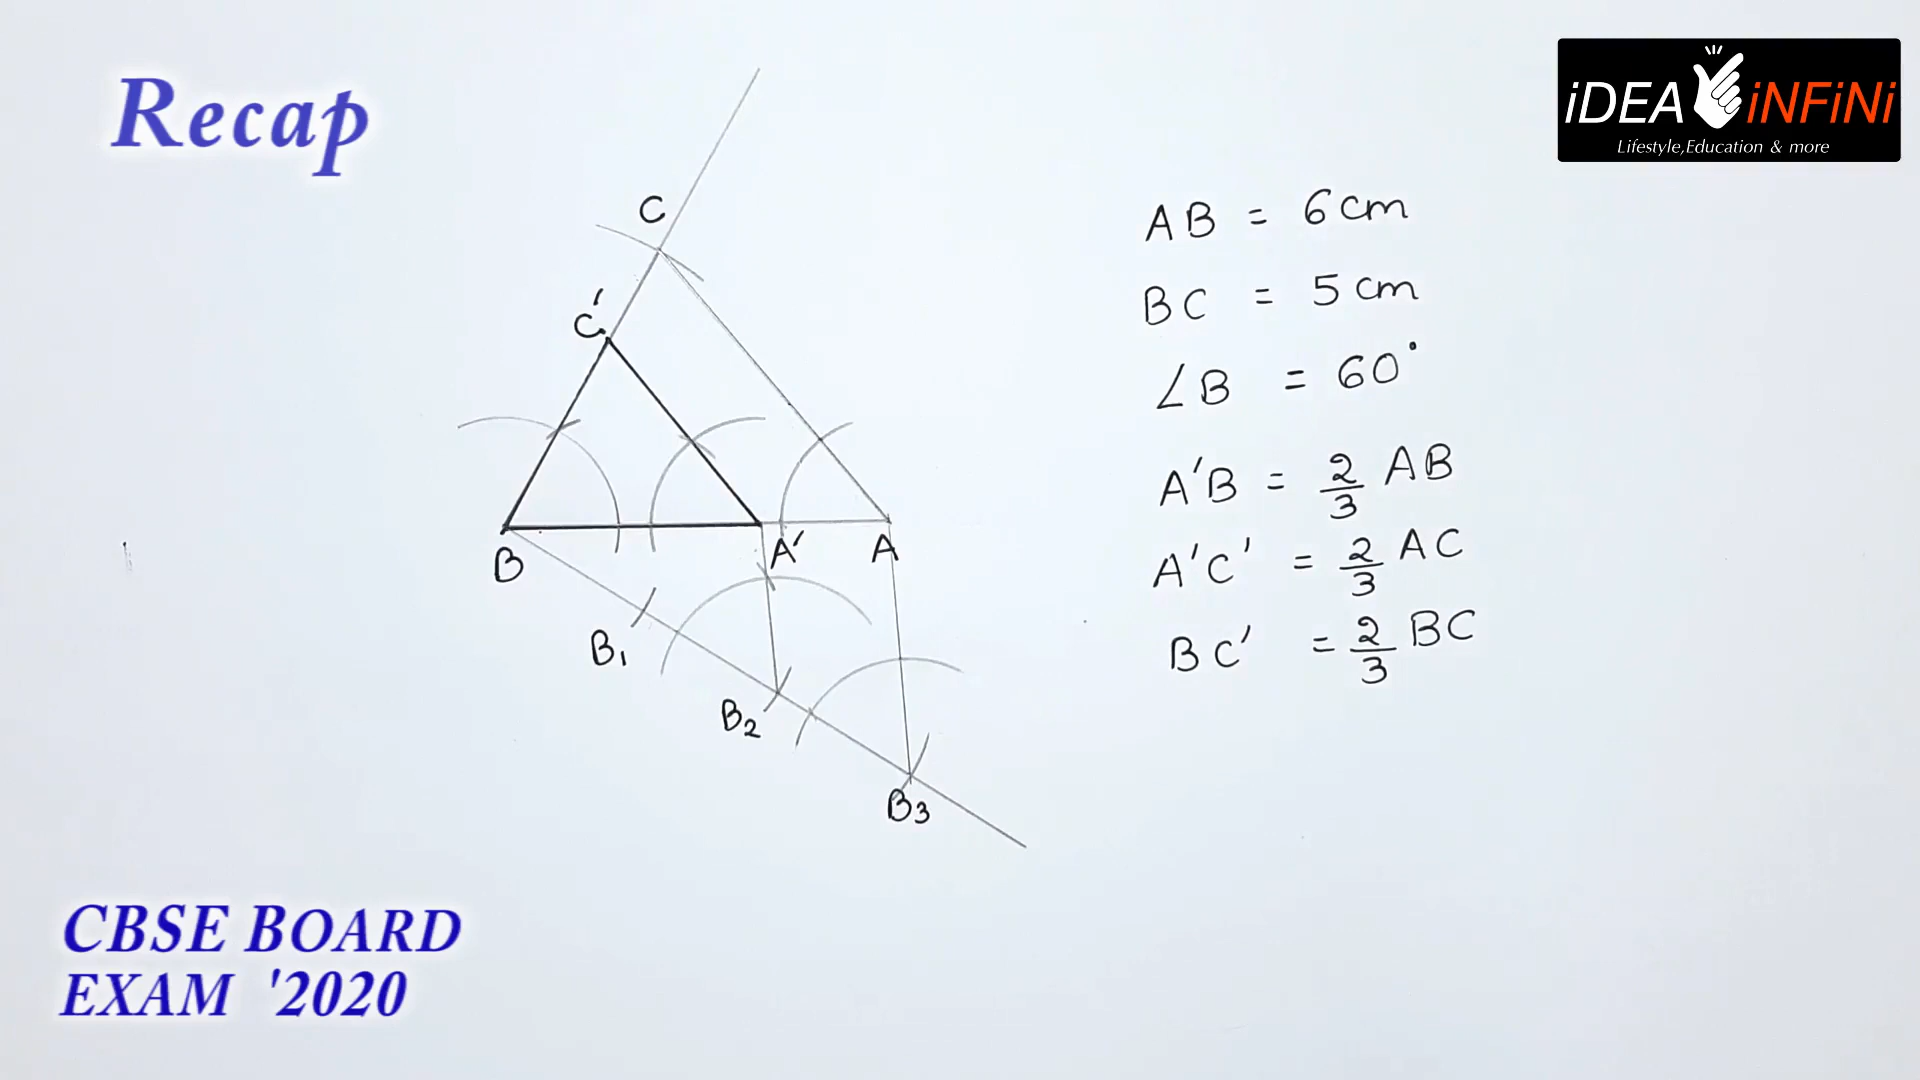 Recap
iDEA iNFiNi
Lifestyle,Education & more
C
C'
B
A'
A
B1
B2
B3
AB = 6 cm
BC = 5 cm
∠B = 60°
A'B = 2/3 AB
A'C' = 2/3 AC
BC' = 2/3 BC
CBSE BOARD
EXAM '2020